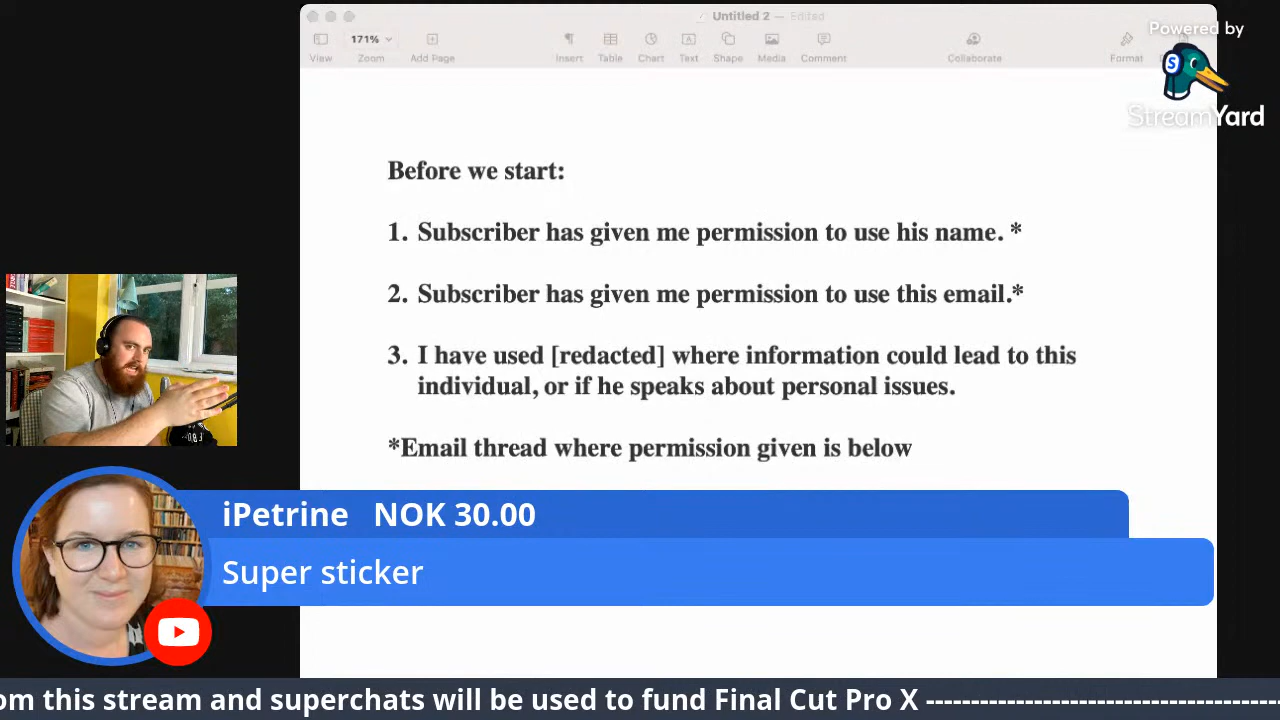 Untitled 2 — Edited
Powered by
171%
View
Zoom
Add Page
Insert
Table
Chart
Text
Shape
Media
Comment
Collaborate
Format
StreamYard
Before we start:
1. Subscriber has given me permission to use his name. *
2. Subscriber has given me permission to use this email.*
3. I have used [redacted] where information could lead to this
individual, or if he speaks about personal issues.
*Email thread where permission given is below
iPetrine NOK 30.00
Super sticker
om this stream and superchats will be used to fund Final Cut Pro X -----------------------------------